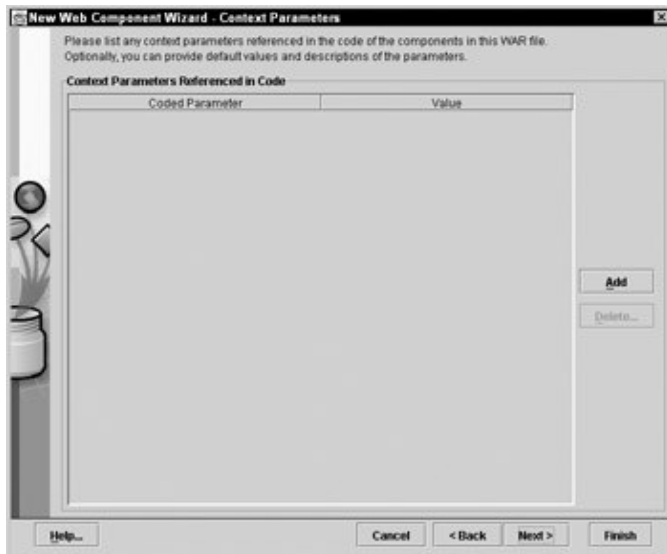 New Web Component Wizard - Context Parameters
Please list any context parameters referenced in the code of the components in this WAR file.
Optionally, you can provide default values and descriptions of the parameters.
Context Parameters Referenced in Code
Coded Parameter Value
Add
Delete...
Help... Cancel < Back Next > Finish